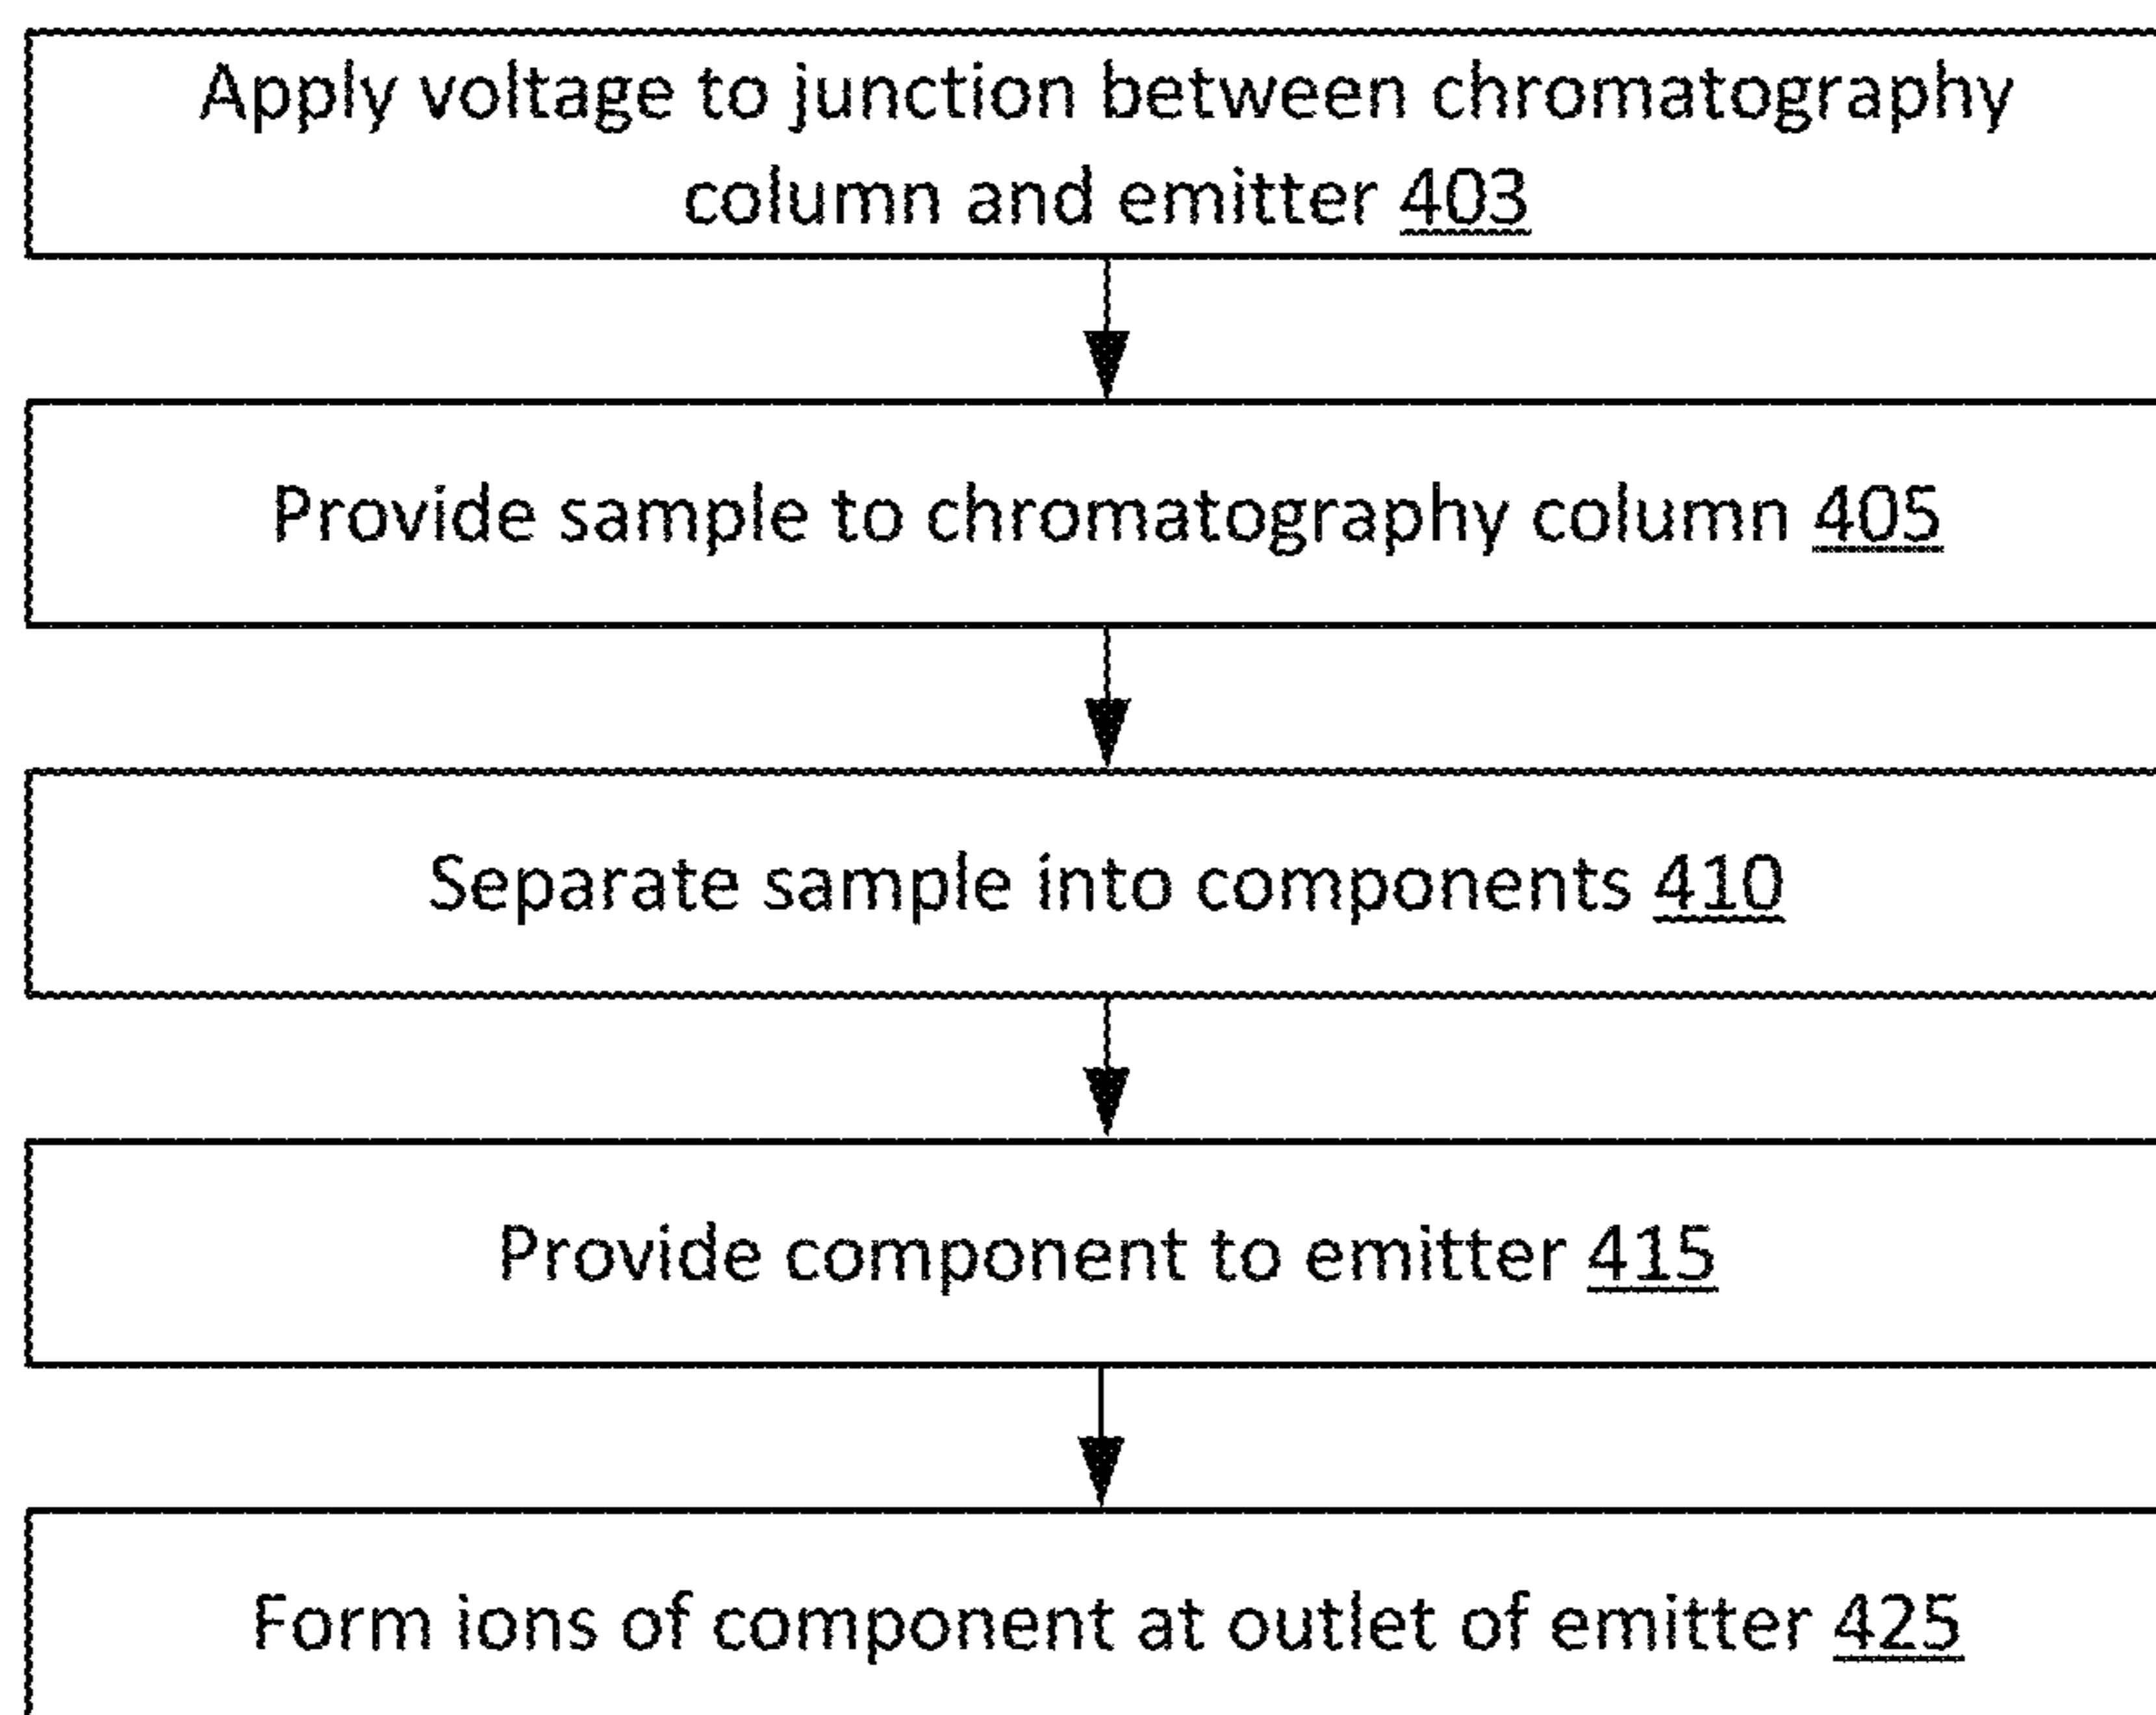 Apply voltage to junction between chromatography
column and emitter 403
Provide sample to chromatography column 405
Separate sample into components 410
Provide component to emitter 415
Form ions of component at outlet of emitter 425